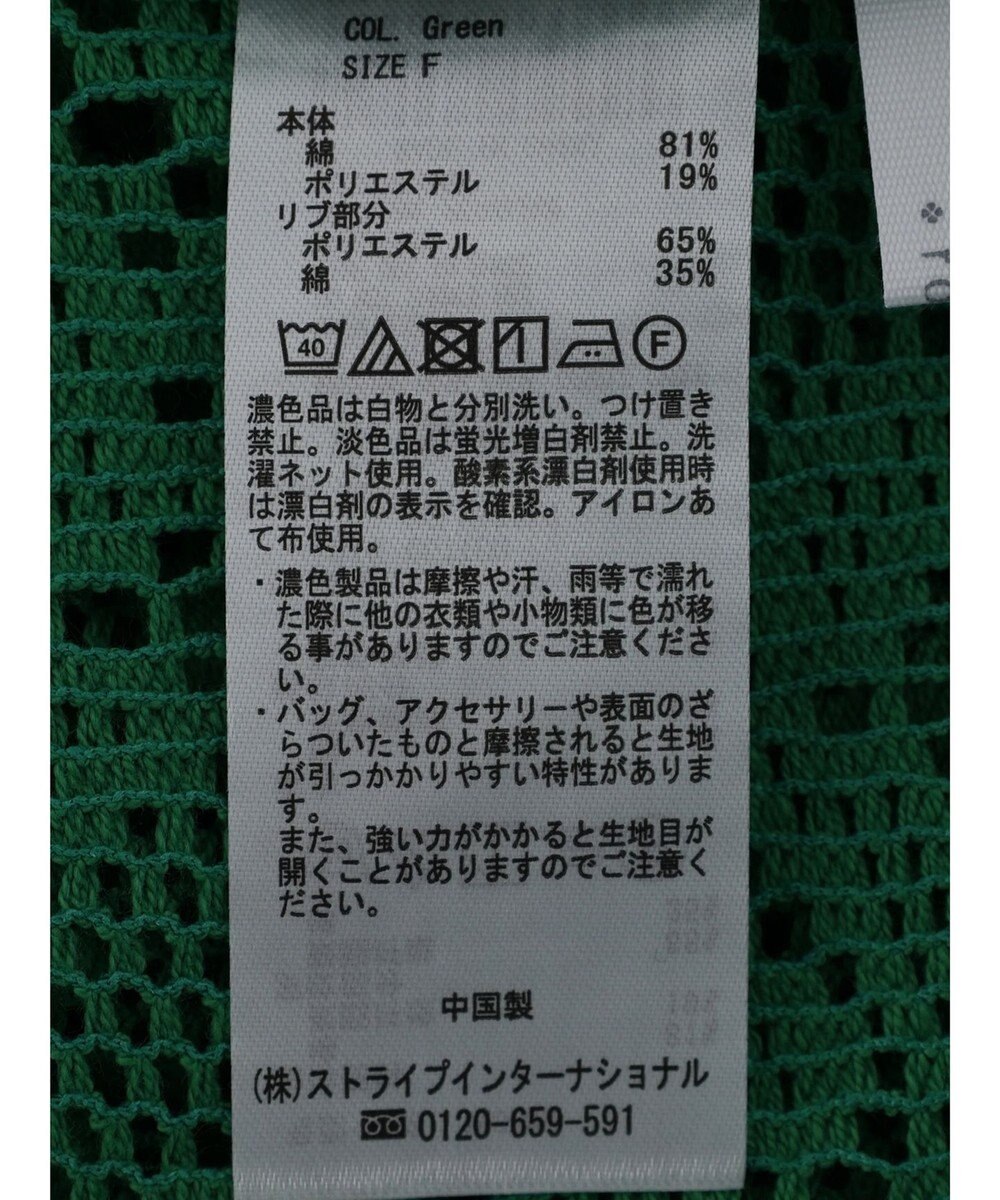 COL. Green
SIZE F
本体
綿 81%
ポリエステル 19%
リブ部分
ポリエステル 65%
綿 35%
40
F
濃色品は白物と分別洗い。つけ置き
禁止。淡色品は蛍光増白剤禁止。洗
濯ネット使用。酸素系漂白剤使用時
は漂白剤の表示を確認。アイロンあ
て布使用。
・濃色製品は摩擦や汗、雨等で濡れ
た際に他の衣類や小物類に色が移
る事がありますのでご注意くださ
い。
・バッグ、アクセサリーや表面のざ
らついたものと摩擦されると生地
が引っかかりやすい特性がありま
す。
また、強い力がかかると生地目が
開くことがありますのでご注意く
ださい。
中国製
(株)ストライプインターナショナル
0120-659-591